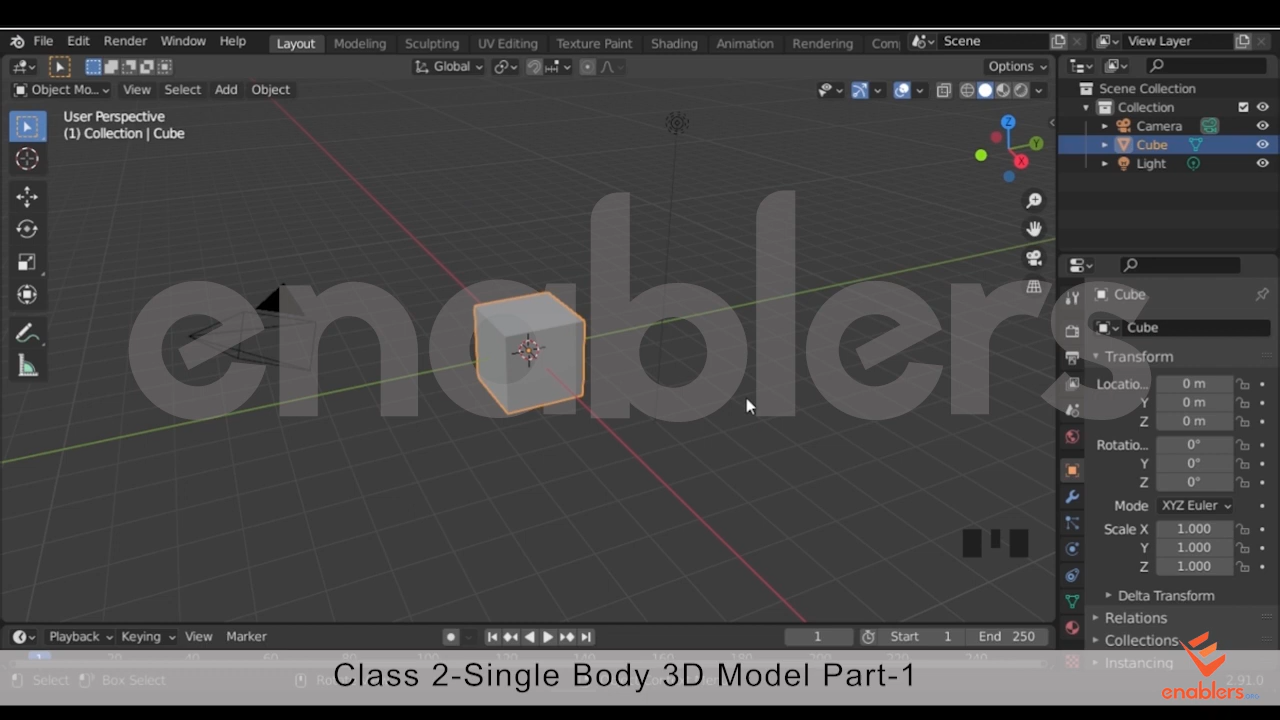 File Edit Render Window Help Layout Modeling Sculpting UV Editing Texture Paint Shading Animation Rendering Com Scene View Layer
Global Options
Object Mo... View Select Add Object
User Perspective
(1) Collection | Cube
Z
Y
X
Scene Collection
Collection
Camera
Cube
Light
enablers
Cube
Cube
Transform
Locatio... 0 m
Y 0 m
Z 0 m
Rotatio... 0°
Y 0°
Z 0°
Mode XYZ Euler
Scale X 1.000
Y 1.000
Z 1.000
Delta Transform
Relations
Collections
Instancing
Playback Keying View Marker 1 Start 1 End 250
Select Box Select 2.91.0
Class 2-Single Body 3D Model Part-1
enablers.ORG